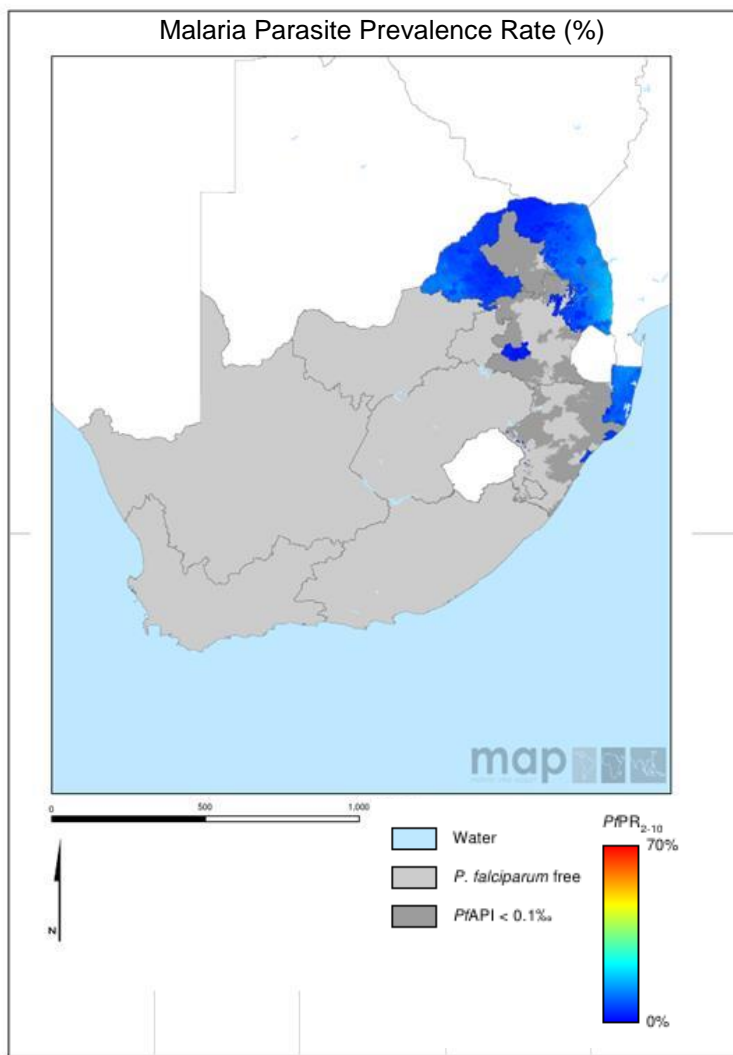 Malaria Parasite Prevalence Rate (%)
map
0 500 1,000
Water
P. falciparum free
PfAPI < 0.1‰
N
PfPR2-10
70%
0%